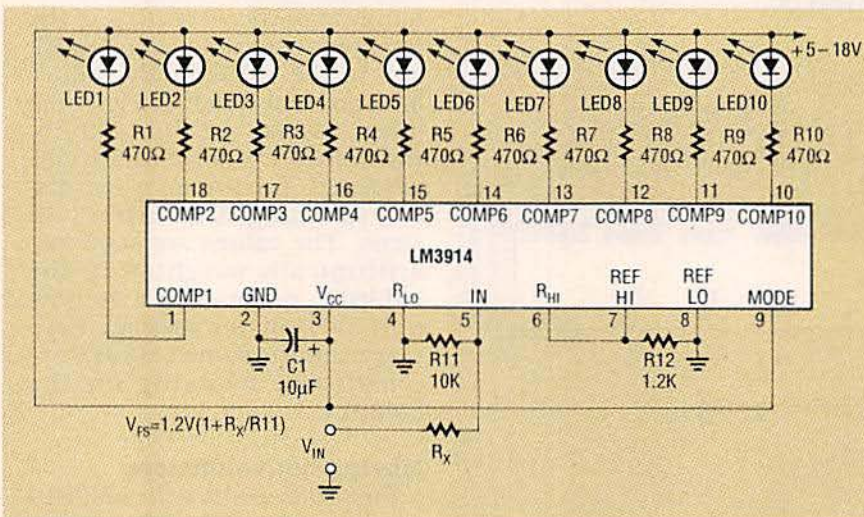 +5–18V
LED1 LED2 LED3 LED4 LED5 LED6 LED7 LED8 LED9 LED10
R1 R2 R3 R4 R5 R6 R7 R8 R9 R10
470Ω 470Ω 470Ω 470Ω 470Ω 470Ω 470Ω 470Ω 470Ω 470Ω
18 17 16 15 14 13 12 11 10
COMP2 COMP3 COMP4 COMP5 COMP6 COMP7 COMP8 COMP9 COMP10
LM3914
REF REF
COMP1 GND VCC RLO IN RHI HI LO MODE
1 2 3 4 5 6 7 8 9
C1 + R11 R12
10μF 10K 1.2K
VFS=1.2V(1+RX/R11)
VIN RX